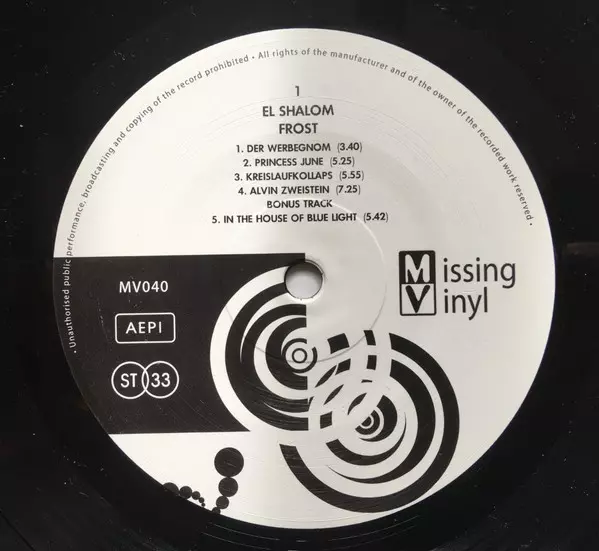 • Unauthorised public performance, broadcasting and copying of the record prohibited • All rights of the manufacturer and of the owner of the recorded work reserved •
1
EL SHALOM
FROST
1. DER WERBEGNOM (3.40)
2. PRINCESS JUNE (5.25)
3. KREISLAUFKOLLAPS (5.55)
4. ALVIN ZWEISTEIN (7.25)
BONUS TRACK
5. IN THE HOUSE OF BLUE LIGHT (5.42)
MV040
AEPI
ST 33
Missing
Vinyl